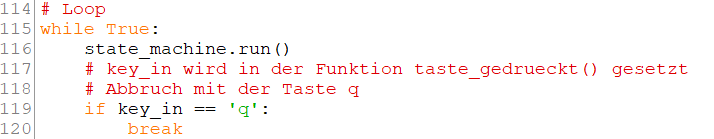 114 # Loop
115 while True:
116     state_machine.run()
117     # key_in wird in der Funktion taste_gedrueckt() gesetzt
118     # Abbruch mit der Taste q
119     if key_in == 'q':
120         break